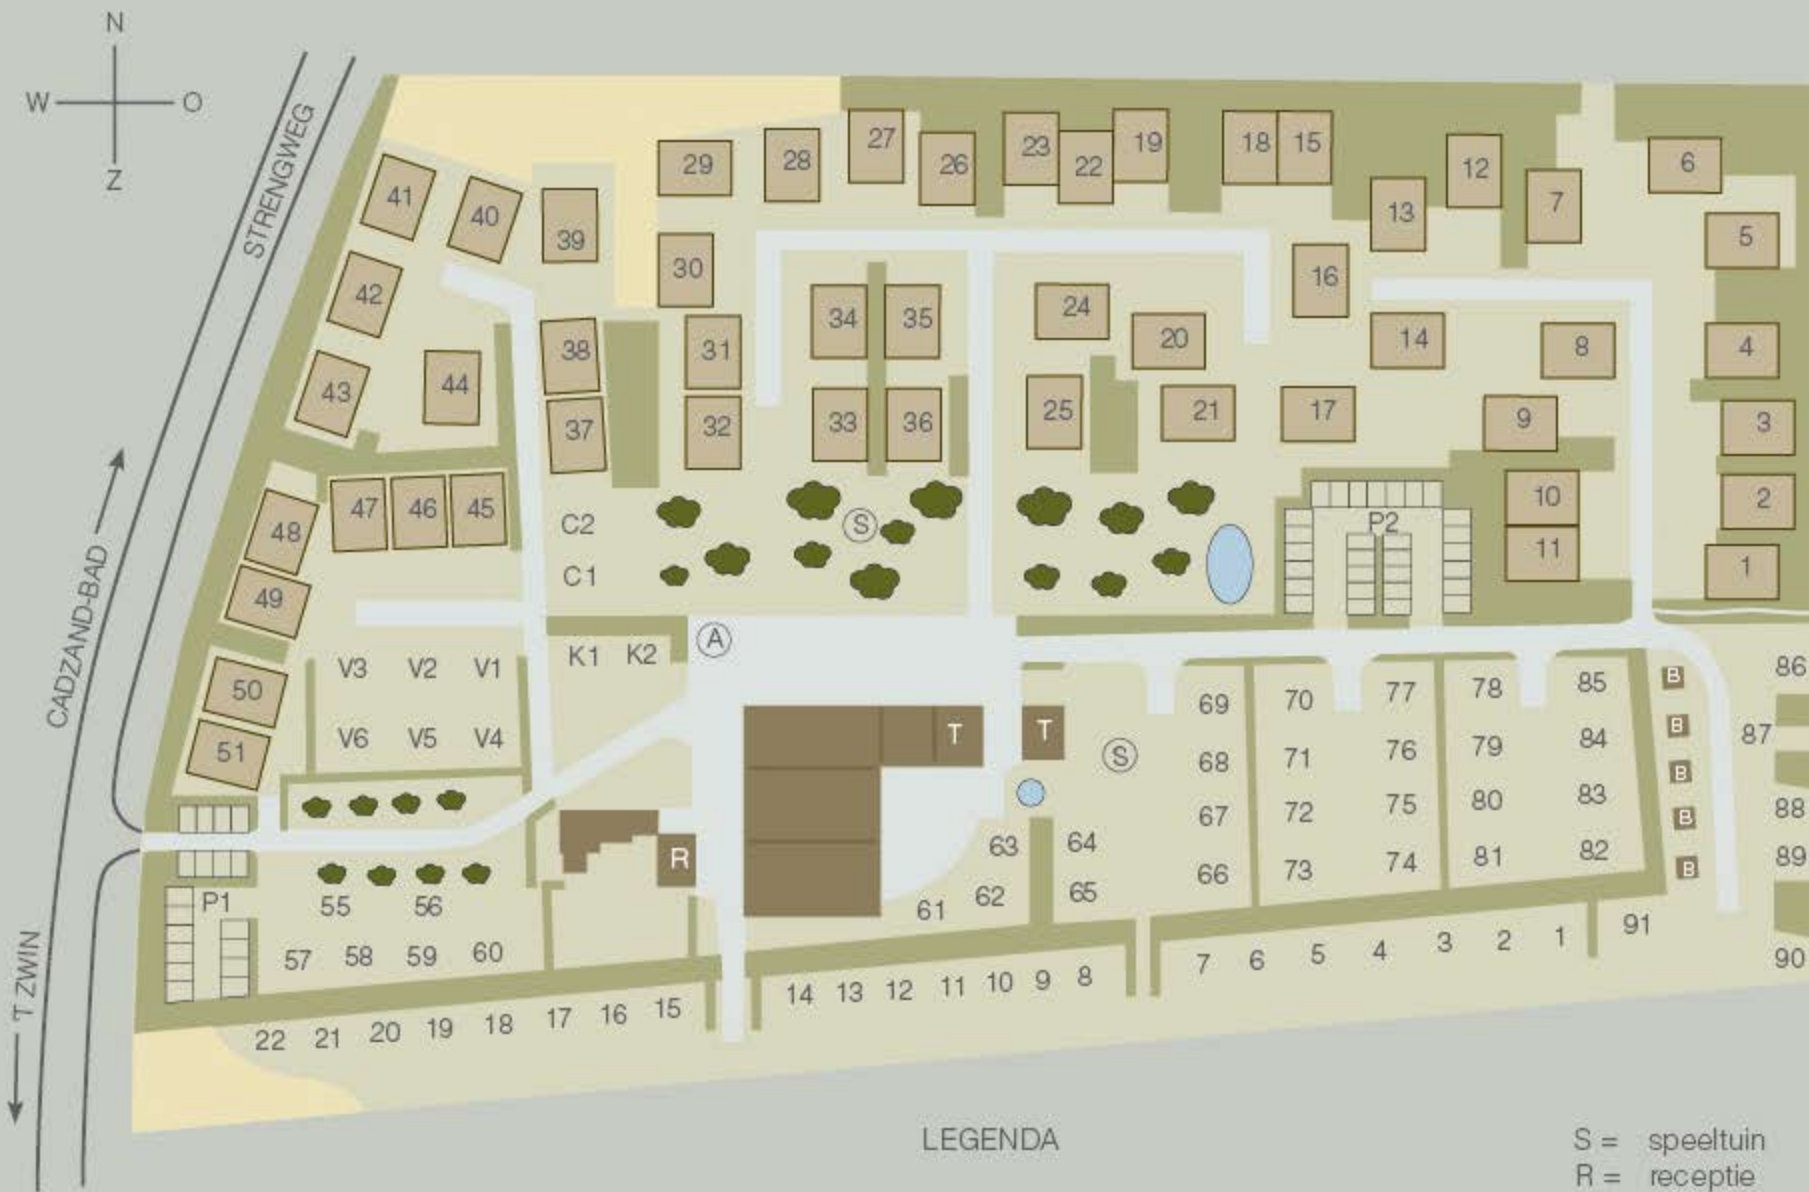 N
W O
Z
STRENGWEG
CADZAND-BAD
T ZWIN
41 40 39 29 28 27 26 23 22 19 18 15 12 13 7 6 5
42 30 34 35 24 20 16 14 8 4
43 44 38 31 25 21 17 9 3
37 32 33 36
48 47 46 45 C2 S P2 10 2
49 C1 11 1
A
K1 K2
50 V3 V2 V1
51 V6 V5 V4
T T S
69 70 77 78 85 B 86
68 71 76 79 84 B 87
B
67 72 75 80 83 B 88
66 73 74 81 82 B 89
R 63 64
P1 55 56 61 62 65
57 58 59 60
7 6 5 4 3 2 1 91 90
22 21 20 19 18 17 16 15 14 13 12 11 10 9 8
LEGENDA
S = speeltuin
R = receptie